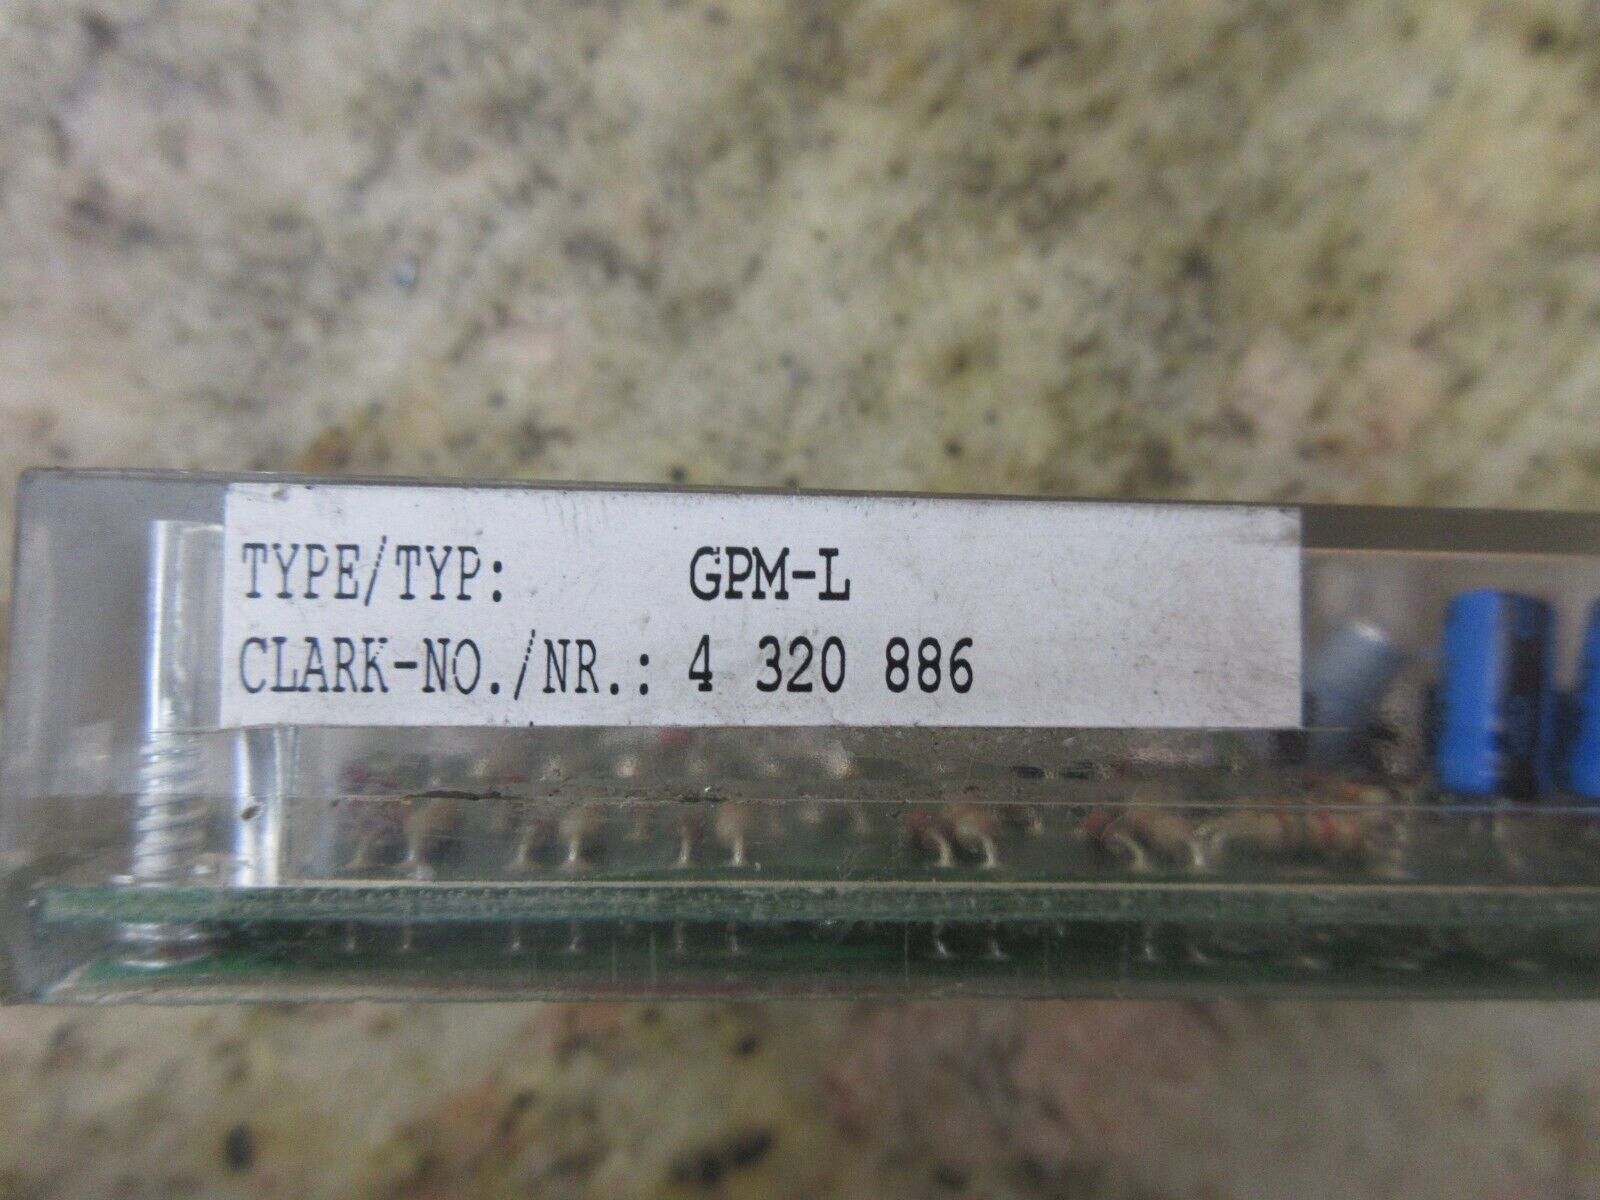 TYPE/TYP: GPM-L
CLARK-NO./NR.: 4 320 886